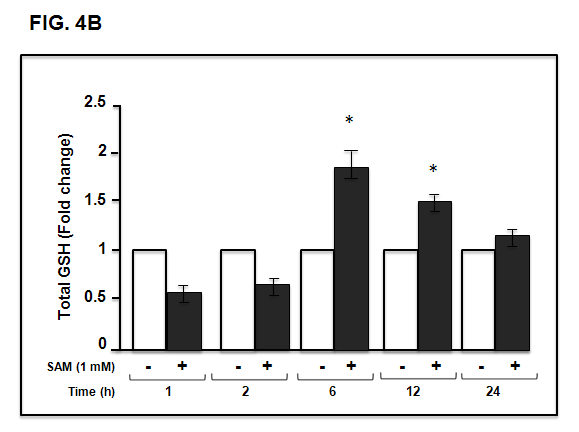 FIG. 4B
Total GSH (Fold change)
2.5
2
1.5
1
0.5
0
*
*
SAM (1 mM) - + - + - + - + - +
Time (h) 1 2 6 12 24